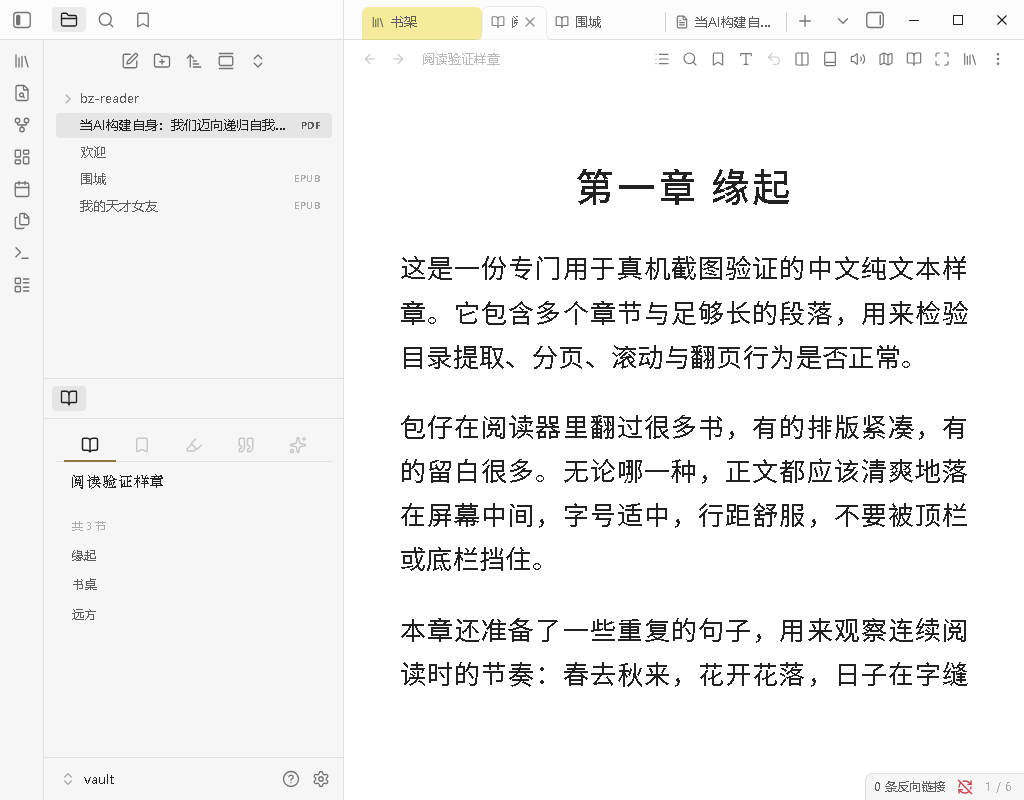 书架
围城
当AI构建自...
阅读验证样章
bz-reader
当AI构建自身：我们迈向递归自我... PDF
欢迎
围城 EPUB
我的天才女友 EPUB
阅读验证样章
共 3 节
缘起
书桌
远方
vault
第一章 缘起
这是一份专门用于真机截图验证的中文纯文本样
章。它包含多个章节与足够长的段落，用来检验
目录提取、分页、滚动与翻页行为是否正常。
包仔在阅读器里翻过很多书，有的排版紧凑，有
的留白很多。无论哪一种，正文都应该清爽地落
在屏幕中间，字号适中，行距舒服，不要被顶栏
或底栏挡住。
本章还准备了一些重复的句子，用来观察连续阅
读时的节奏：春去秋来，花开花落，日子在字缝
0 条反向链接 1 / 6